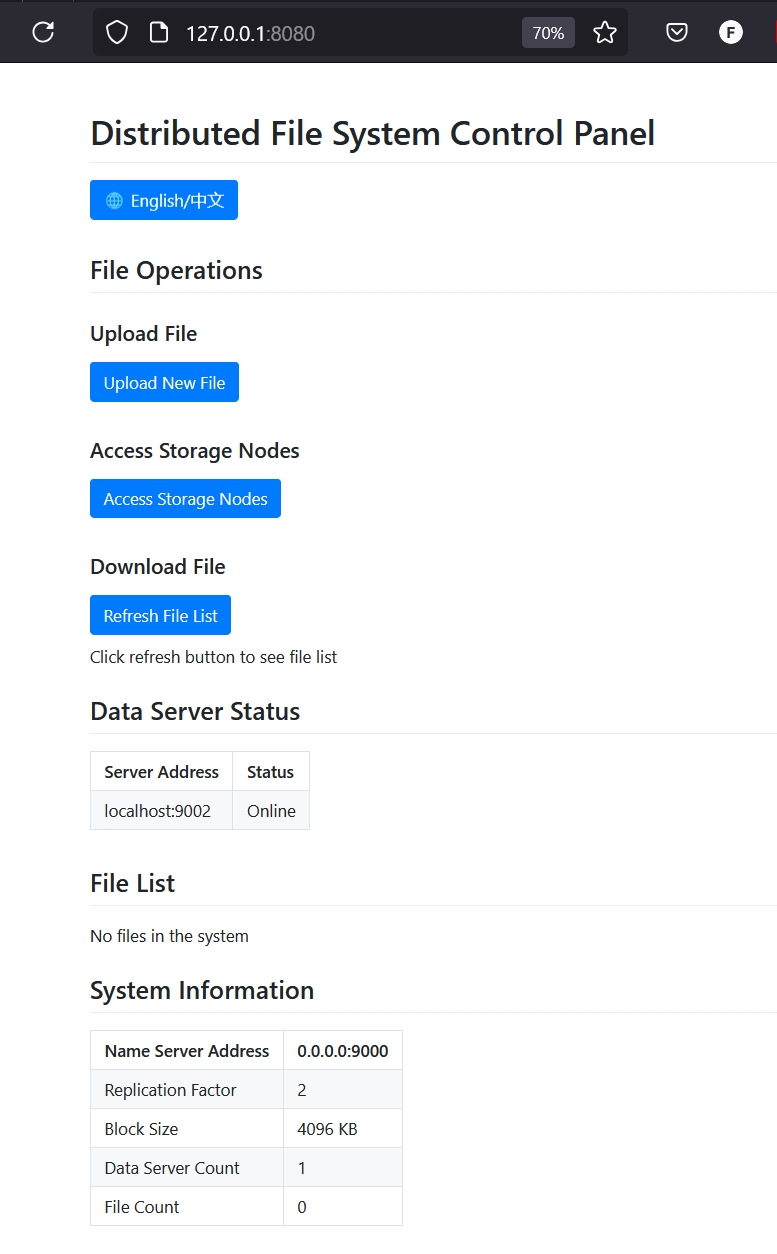 127.0.0.1:8080
70%
F
Distributed File System Control Panel
English/中文
File Operations
Upload File
Upload New File
Access Storage Nodes
Access Storage Nodes
Download File
Refresh File List
Click refresh button to see file list
Data Server Status
Server Address Status
localhost:9002 Online
File List
No files in the system
System Information
Name Server Address 0.0.0.0:9000
Replication Factor 2
Block Size 4096 KB
Data Server Count 1
File Count 0